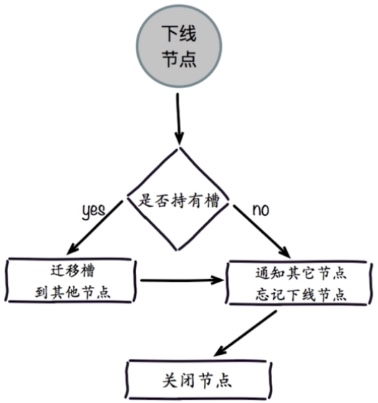 下线
节点
是否持有槽
yes
no
迁移槽
到其他节点
通知其它节点
忘记下线节点
关闭节点